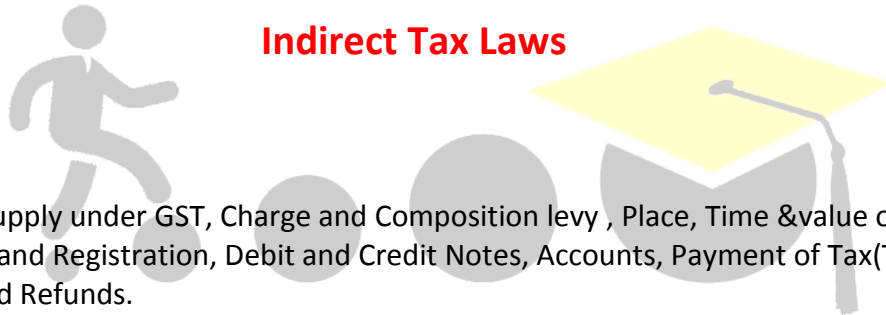 Indirect Tax Laws
upply under GST, Charge and Composition levy , Place, Time &value o
and Registration, Debit and Credit Notes, Accounts, Payment of Tax(T
d Refunds.